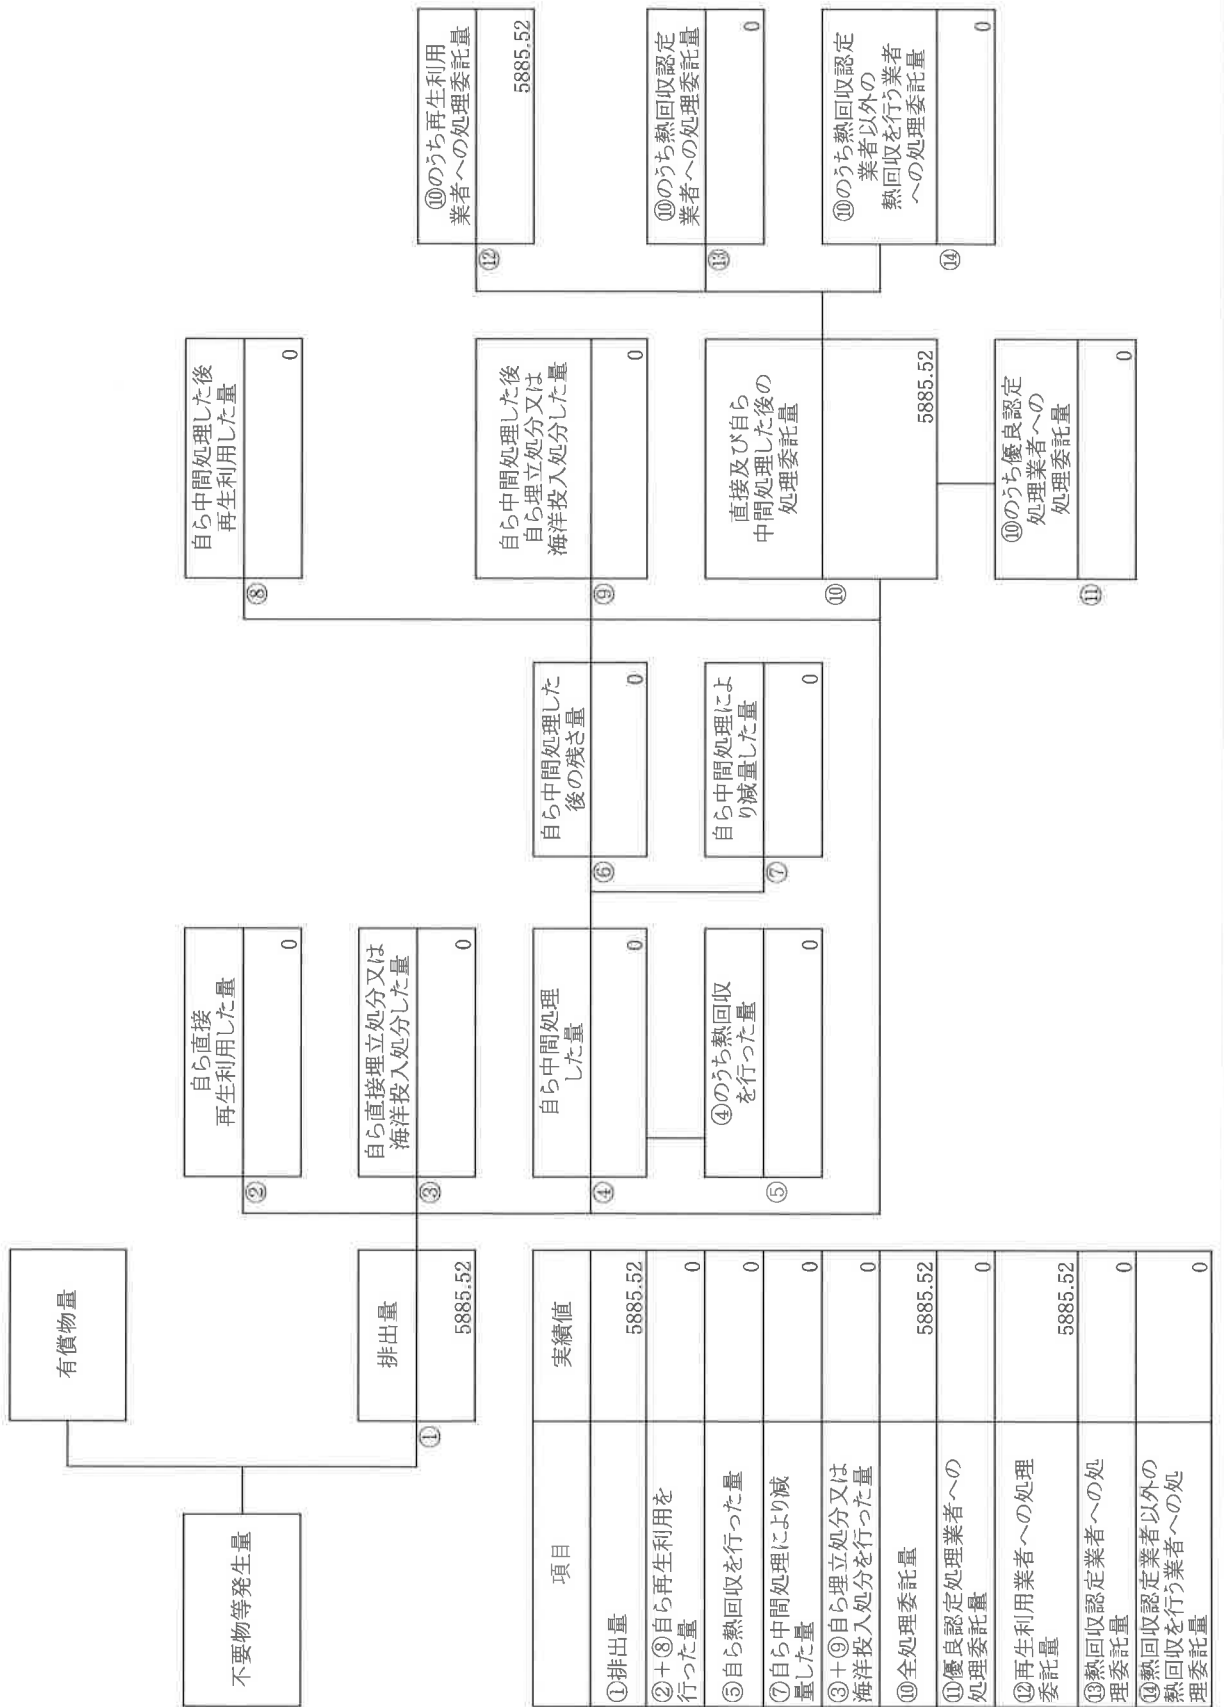 不要物等発生量
有償物量
①
排出量
5885.52
②
自ら直接
再生利用した量
0
③
自ら直接埋立処分又は
海洋投入処分した量
0
④
自ら中間処理
した量
0
⑤
④のうち熱回収
を行った量
0
⑥
自ら中間処理した
後の残さ量
0
⑦
自ら中間処理によ
り減量した量
0
⑧
自ら中間処理した後
再生利用した量
0
⑨
自ら中間処理した後
自ら埋立処分又は
海洋投入処分した量
0
⑩
直接及び自ら
中間処理した後の
処理委託量
5885.52
⑪
⑩のうち優良認定
処理業者への
処理委託量
0
⑫
⑩のうち再生利用
業者への処理委託量
5885.52
⑬
⑩のうち熱回収認定
業者への処理委託量
0
⑭
⑩のうち熱回収認定
業者以外の
熱回収を行う業者
への処理委託量
0
項目
実績値
①排出量
5885.52
②+⑧自ら再生利用を
行った量
0
⑤自ら熱回収を行った量
0
⑦自ら中間処理により減
量した量
0
③+⑨自ら埋立処分又は
海洋投入処分を行った量
0
⑩全処理委託量
5885.52
⑪優良認定処理業者への
処理委託量
0
⑫再生利用業者への処理
委託量
5885.52
⑬熱回収認定業者への処
理委託量
0
⑭熱回収認定業者以外の
熱回収を行う業者への処
理委託量
0